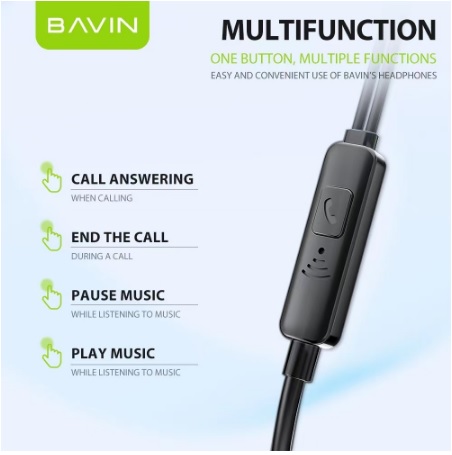 BAVIN
MULTIFUNCTION
ONE BUTTON, MULTIPLE FUNCTIONS
EASY AND CONVENIENT USE OF BAVIN'S HEADPHONES
CALL ANSWERING
WHEN CALLING
END THE CALL
DURING A CALL
PAUSE MUSIC
WHILE LISTENING TO MUSIC
PLAY MUSIC
WHILE LISTENING TO MUSIC